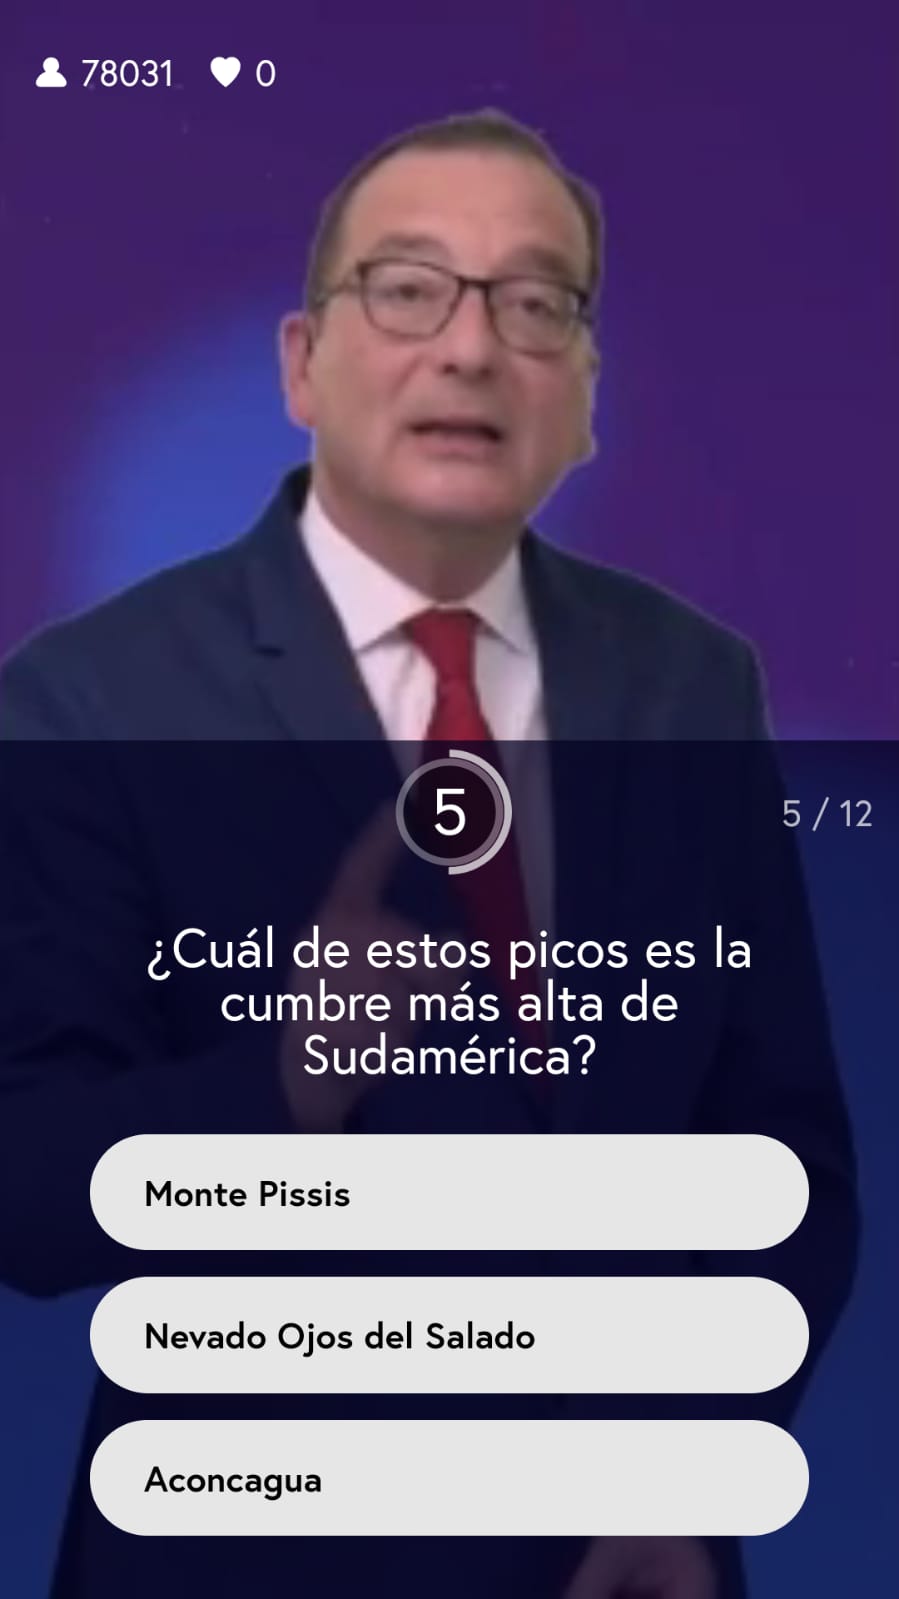 78031 0
5
5 / 12
¿Cuál de estos picos es la
cumbre más alta de
Sudamérica?
Monte Pissis
Nevado Ojos del Salado
Aconcagua